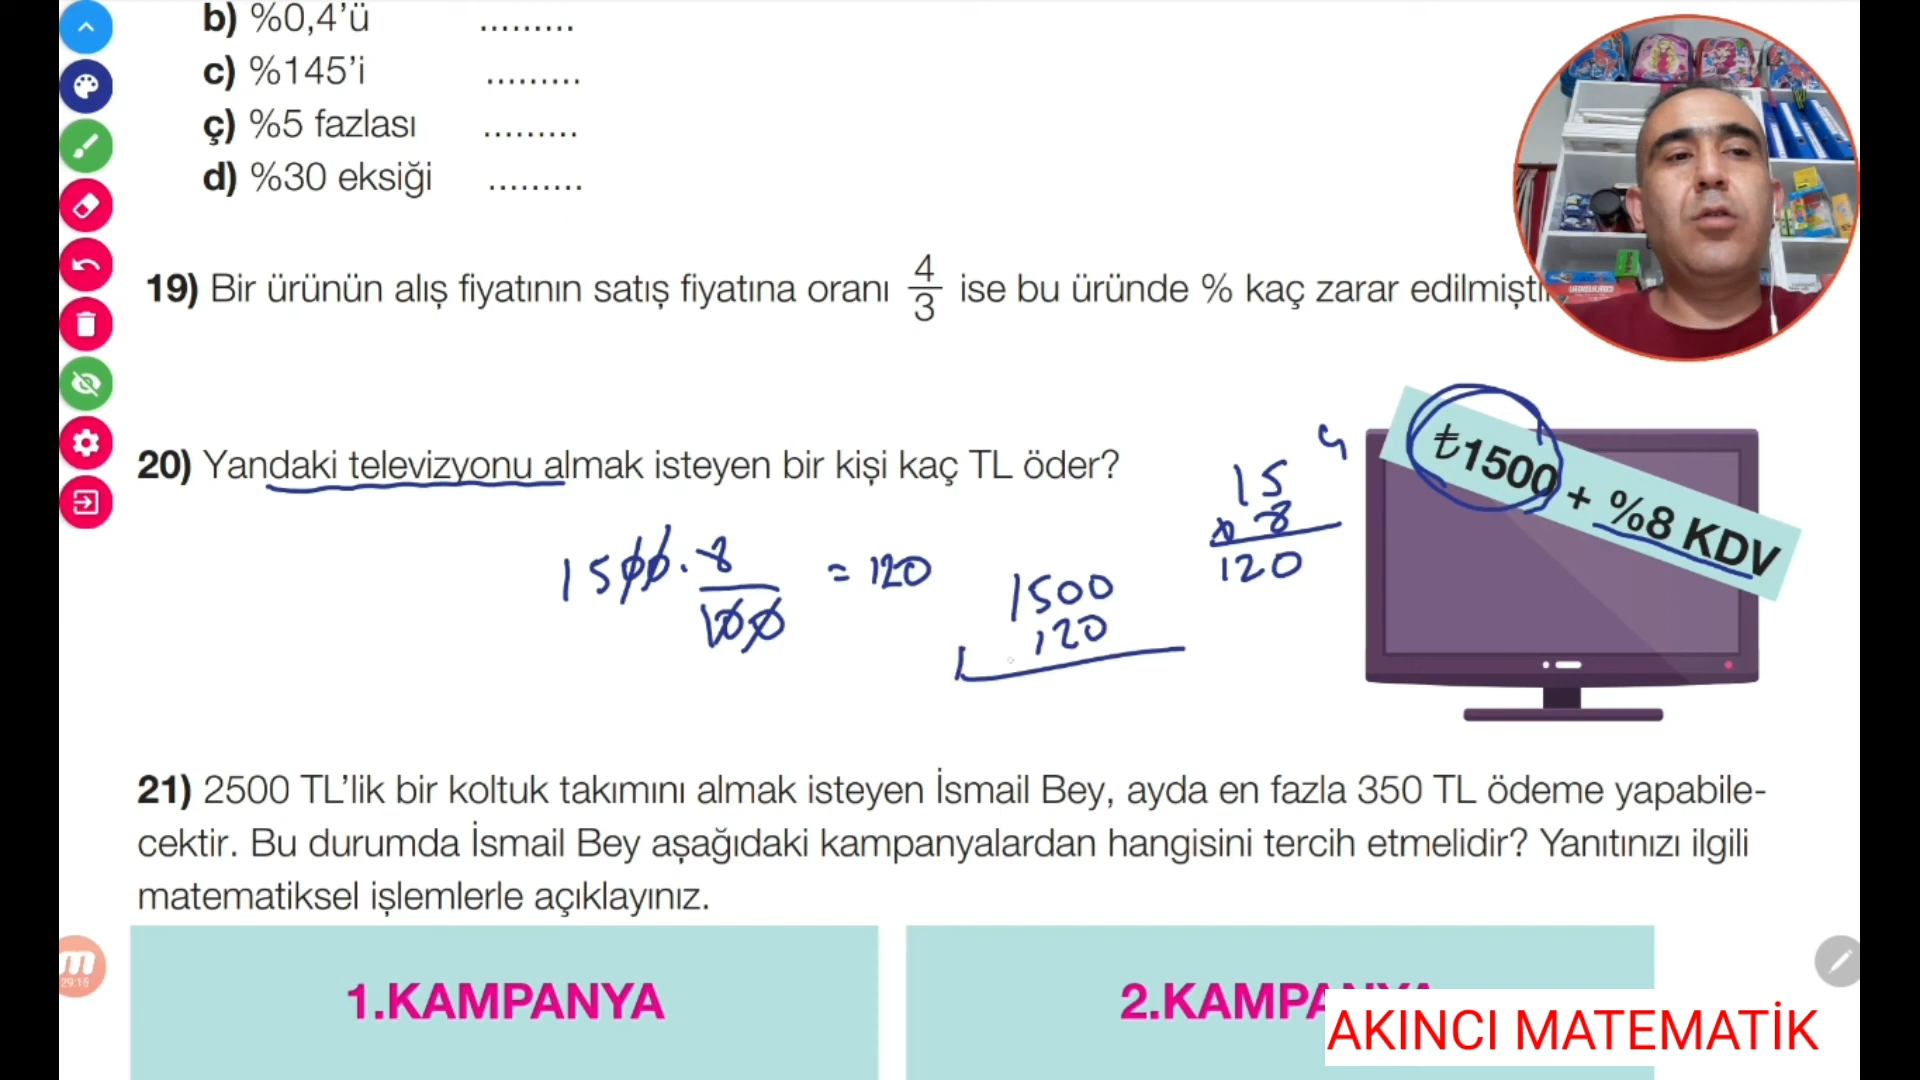 b) %0,4'ü .........
c) %145'i .........
ç) %5 fazlası .........
d) %30 eksiği .........
19) Bir ürünün alış fiyatının satış fiyatına oranı 4/3 ise bu üründe % kaç zarar edilmişti
20) Yandaki televizyonu almak isteyen bir kişi kaç TL öder?
₺1500 + %8 KDV
1500 . 8
100
= 120
1500
120
4
15
x 8
120
21) 2500 TL'lik bir koltuk takımını almak isteyen İsmail Bey, ayda en fazla 350 TL ödeme yapabile-
cektir. Bu durumda İsmail Bey aşağıdaki kampanyalardan hangisini tercih etmelidir? Yanıtınızı ilgili
matematiksel işlemlerle açıklayınız.
1.KAMPANYA
2.KAMPANYA
AKINCI MATEMATİK
29:16